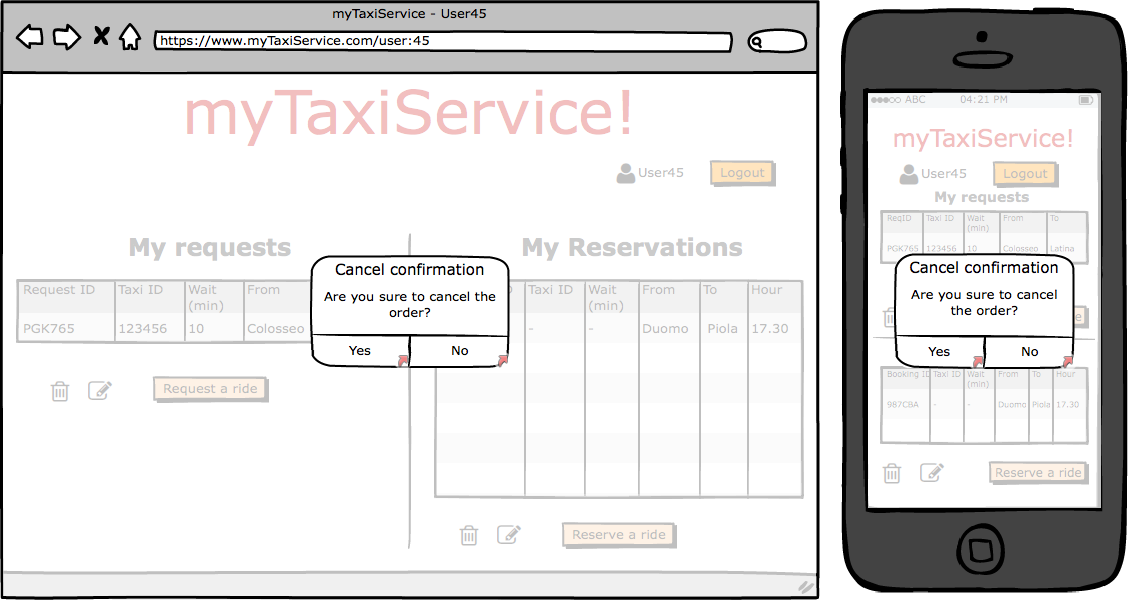 myTaxiService - User45
https://www.myTaxiService.com/user:45
myTaxiService!
User45 Logout
My requests
Request ID Taxi ID Wait (min) From
PGK765 123456 10 Colosseo
Request a ride
My Reservations
Taxi ID Wait (min) From To Hour
- - Duomo Piola 17.30
Reserve a ride
Cancel confirmation
Are you sure to cancel the
order?
Yes No
ABC 04:21 PM
myTaxiService!
User45 Logout
My requests
ReqID Taxi ID Wait (min) From To
PGK765 123456 10 Colosseo Latina
Cancel confirmation
Are you sure to cancel
the order?
Yes No
Booking ID Taxi ID Wait (min) From To Hour
987CBA - - Duomo Piola 17.30
Reserve a ride